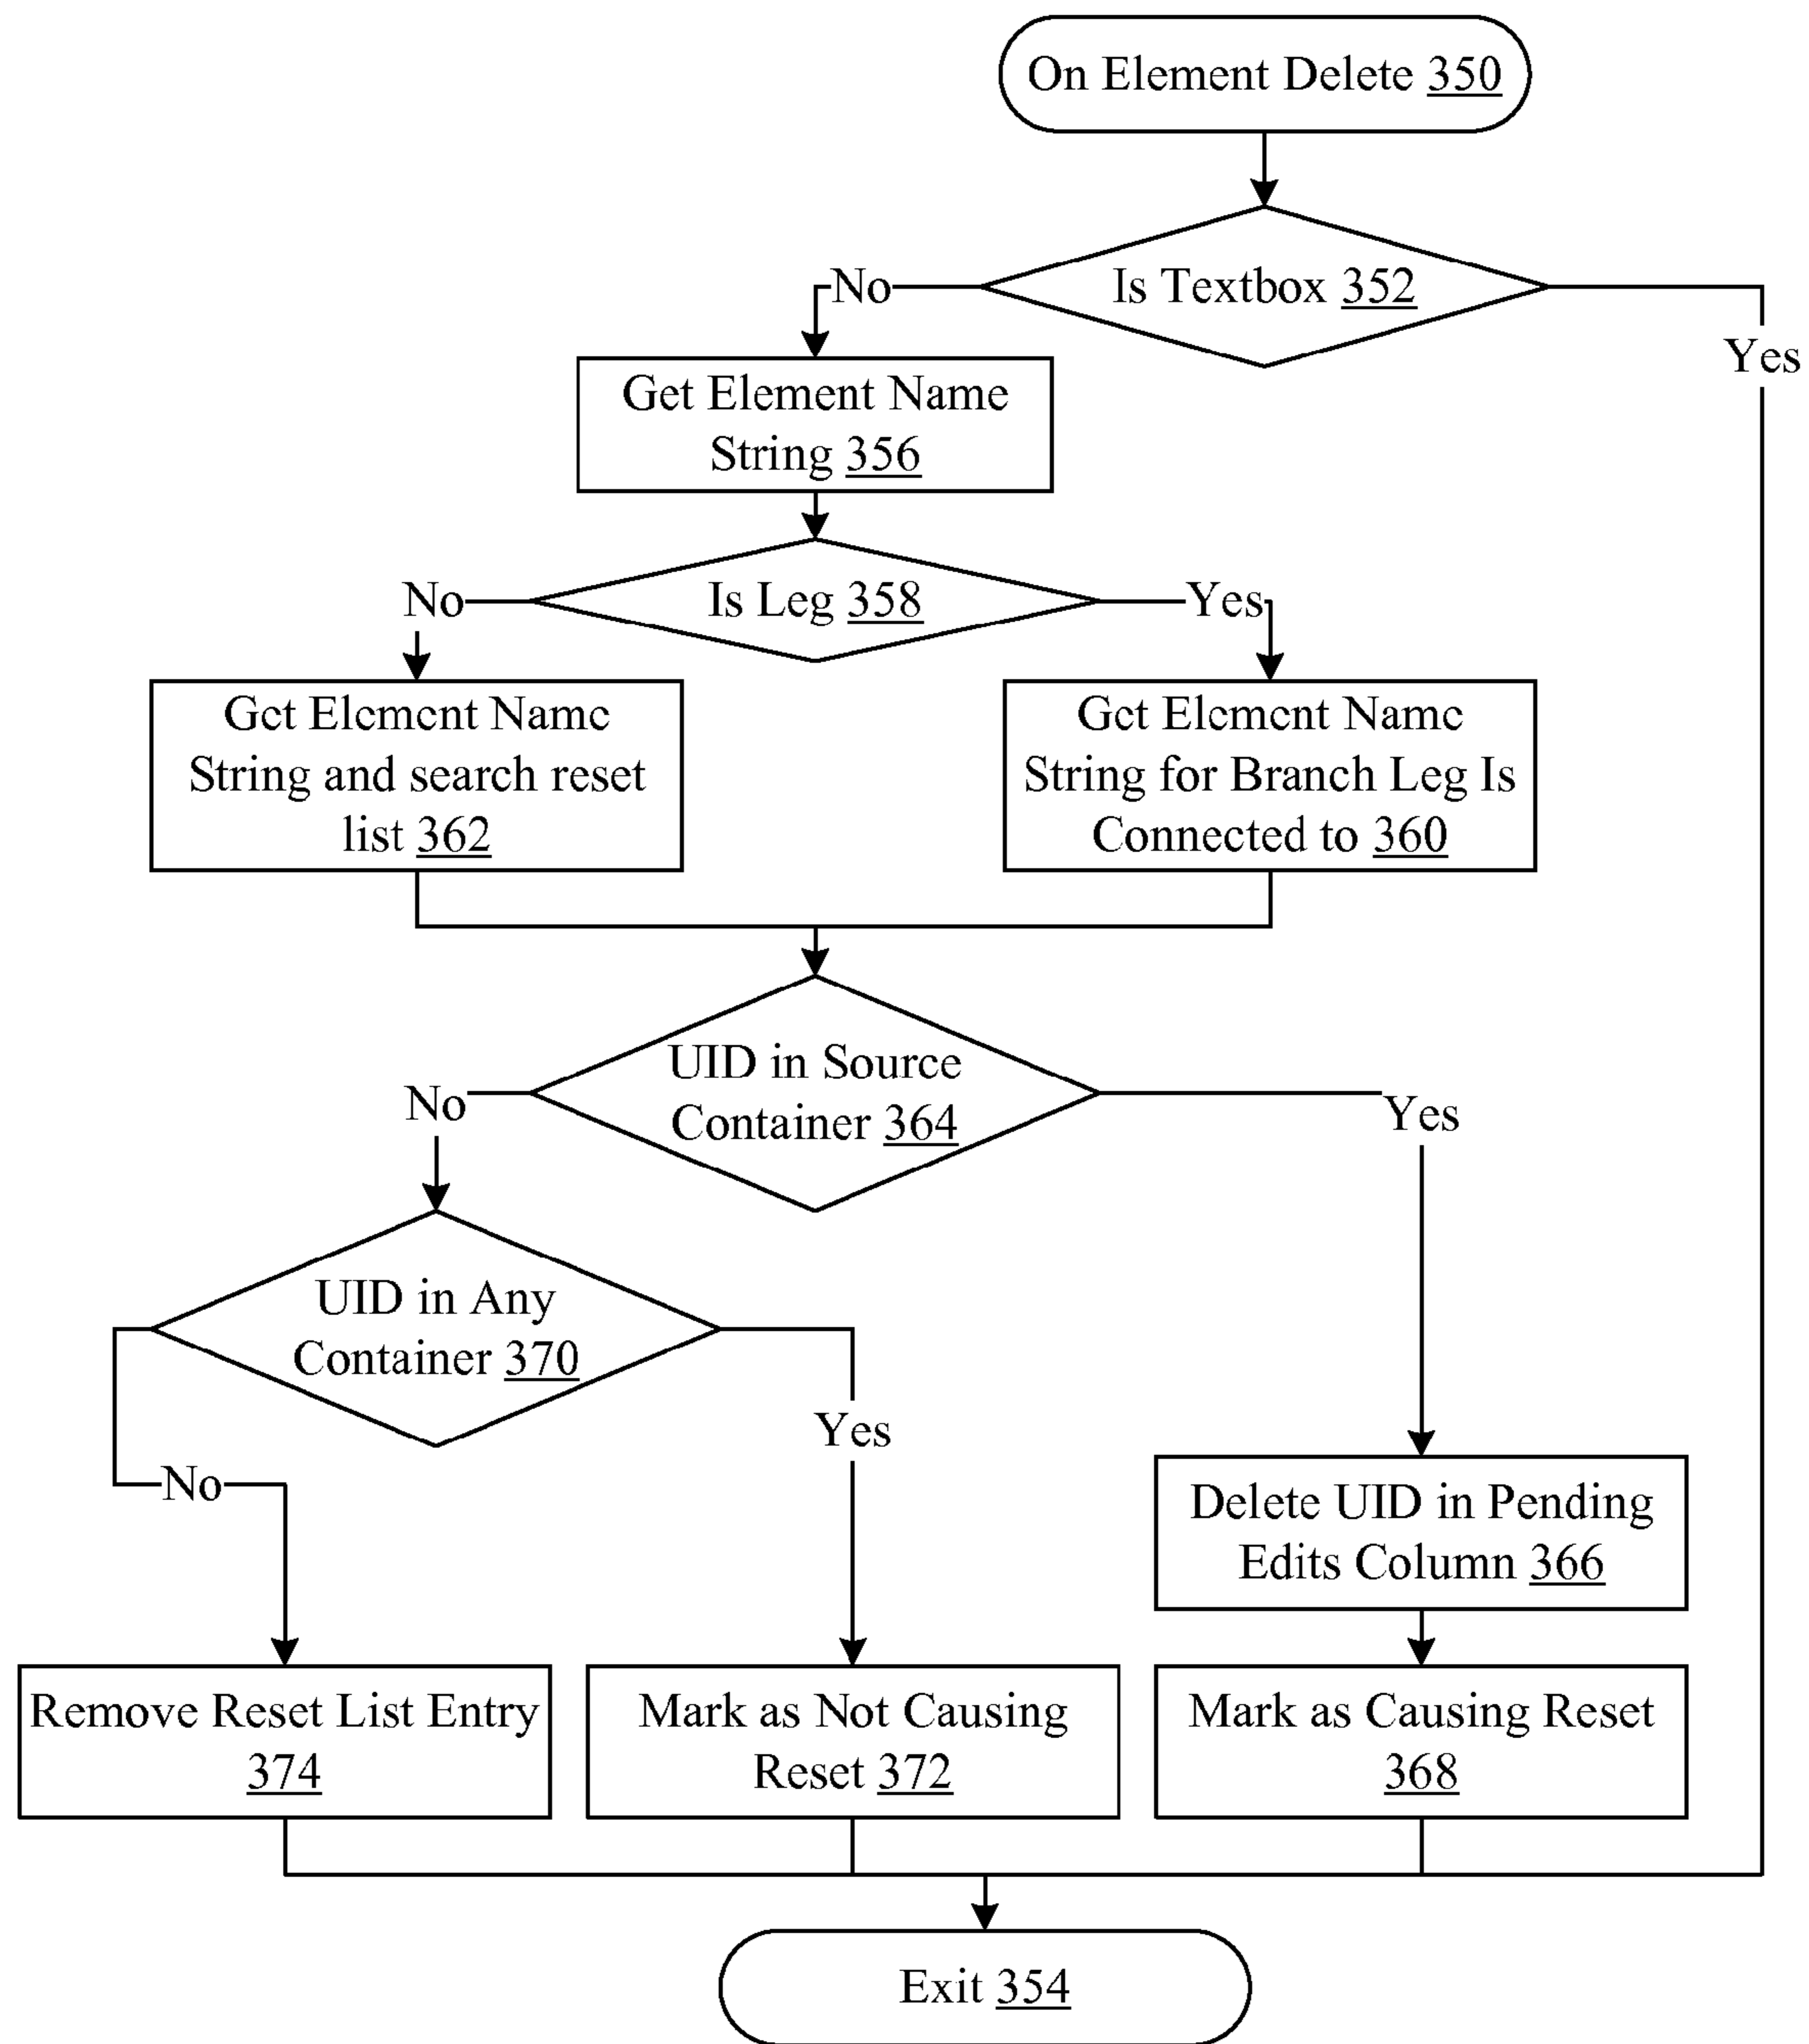 On Element Delete 350
Is Textbox 352
No
Yes
Get Element Name
String 356
Is Leg 358
No
Yes
Get Element Name
String and search reset
list 362
Get Element Name
String for Branch Leg Is
Connected to 360
UID in Source
Container 364
No
Yes
UID in Any
Container 370
Yes
No
Delete UID in Pending
Edits Column 366
Remove Reset List Entry
374
Mark as Not Causing
Reset 372
Mark as Causing Reset
368
Exit 354